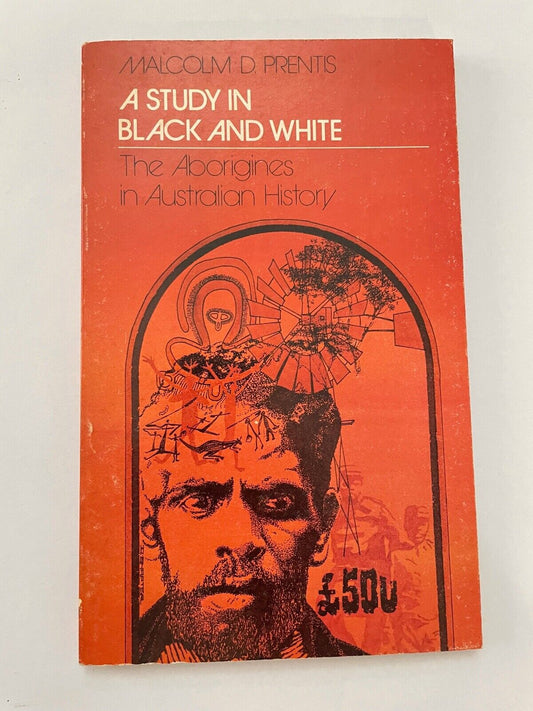 MALCOLM D. PRENTIS
A STUDY IN
BLACK AND WHITE
The Aborigines
in Australian History
£500